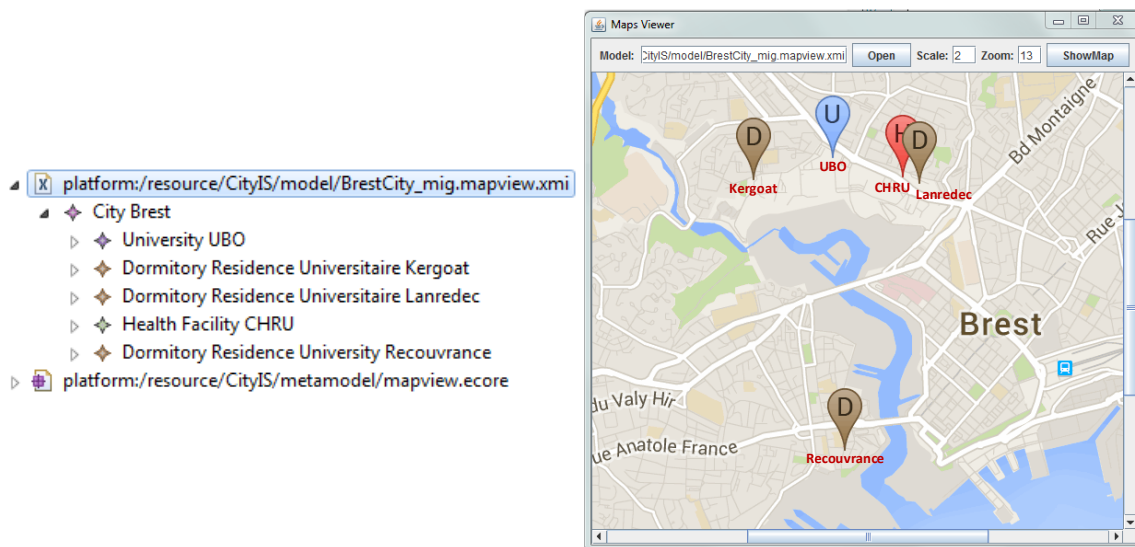 platform:/resource/CityIS/model/BrestCity_mig.mapview.xmi
City Brest
University UBO
Dormitory Residence Universitaire Kergoat
Dormitory Residence Universitaire Lanredec
Health Facility CHRU
Dormitory Residence University Recouvrance
platform:/resource/CityIS/metamodel/mapview.ecore
Maps Viewer
Model: CityIS/model/BrestCity_mig.mapview.xmi Open Scale: 2 Zoom: 13 ShowMap
Bd Montaigne
U
D
H
D
UBO
Kergoat
CHRU
Lanredec
Rue
Brest
D
du Valy Hir
ue Anatole France
Recouvrance